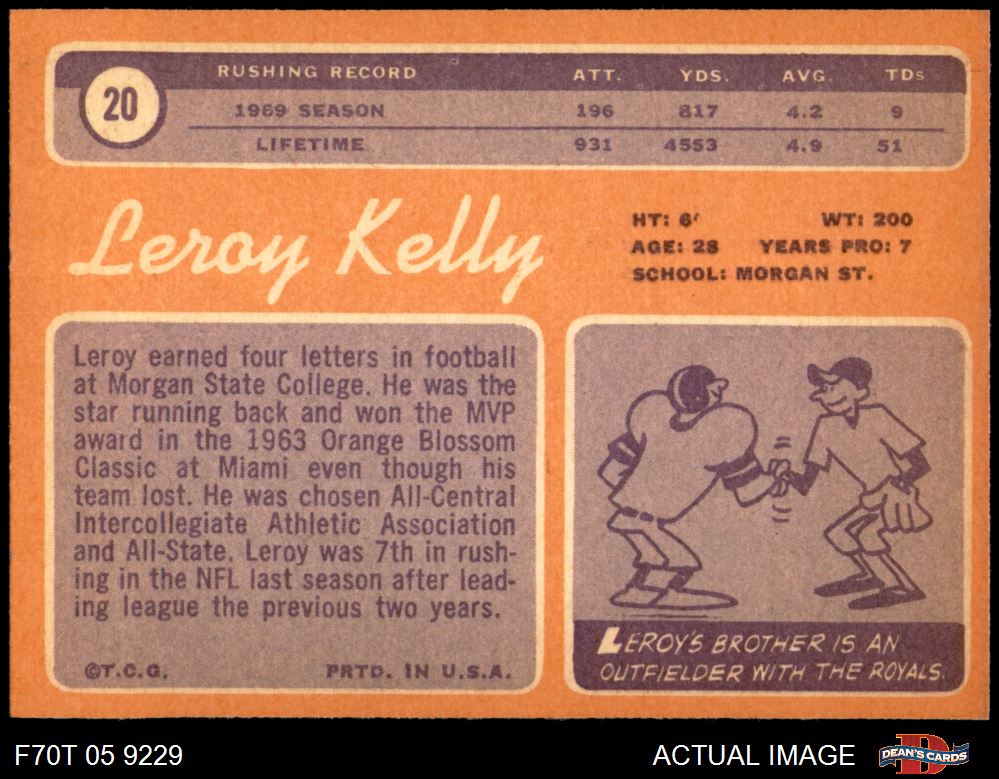 20
RUSHING RECORD ATT. YDS. AVG. TDs
1969 SEASON 196 817 4.2 9
LIFETIME 931 4553 4.9 51
Leroy Kelly
HT: 6' WT: 200
AGE: 28 YEARS PRO: 7
SCHOOL: MORGAN ST.
Leroy earned four letters in football
at Morgan State College. He was the
star running back and won the MVP
award in the 1963 Orange Blossom
Classic at Miami even though his
team lost. He was chosen All-Central
Intercollegiate Athletic Association
and All-State. Leroy was 7th in rush-
ing in the NFL last season after lead-
ing league the previous two years.
©T.C.G. PRTD. IN U.S.A.
LEROY'S BROTHER IS AN
OUTFIELDER WITH THE ROYALS.
F70T 05 9229 ACTUAL IMAGE DEAN'S CARDS